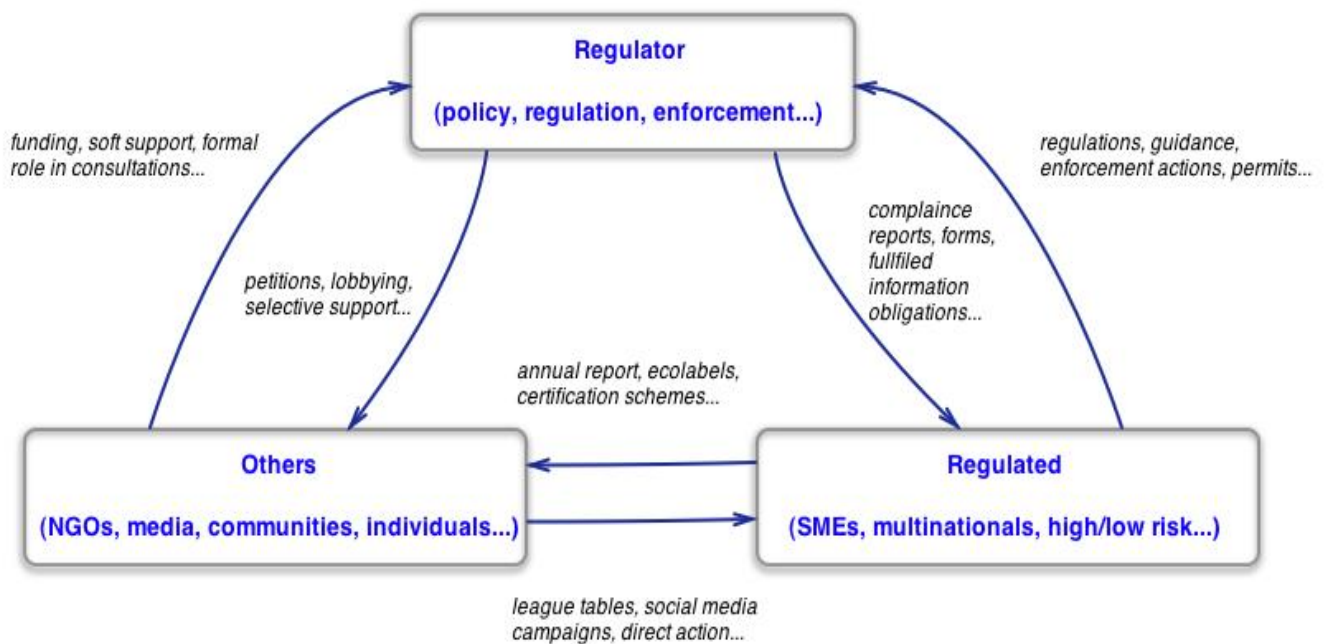 Regulator
(policy, regulation, enforcement...)
funding, soft support, formal
role in consultations...
regulations, guidance,
enforcement actions, permits...
complaince
reports, forms,
fullfiled
information
obligations...
petitions, lobbying,
selective support...
annual report, ecolabels,
certification schemes...
Others
(NGOs, media, communities, individuals...)
Regulated
(SMEs, multinationals, high/low risk...)
league tables, social media
campaigns, direct action...